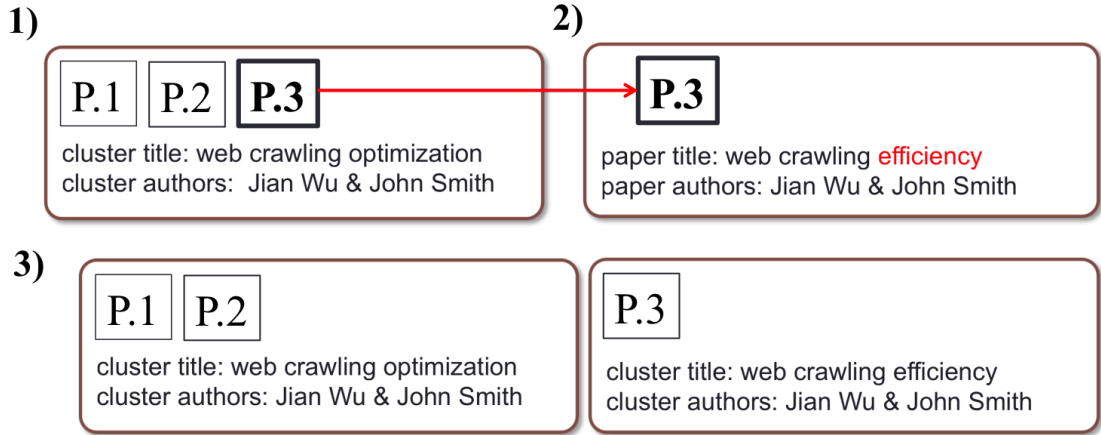 1)
P.1 P.2 P.3
cluster title: web crawling optimization
cluster authors: Jian Wu & John Smith
2)
P.3
paper title: web crawling efficiency
paper authors: Jian Wu & John Smith
3)
P.1 P.2
cluster title: web crawling optimization
cluster authors: Jian Wu & John Smith
P.3
cluster title: web crawling efficiency
cluster authors: Jian Wu & John Smith